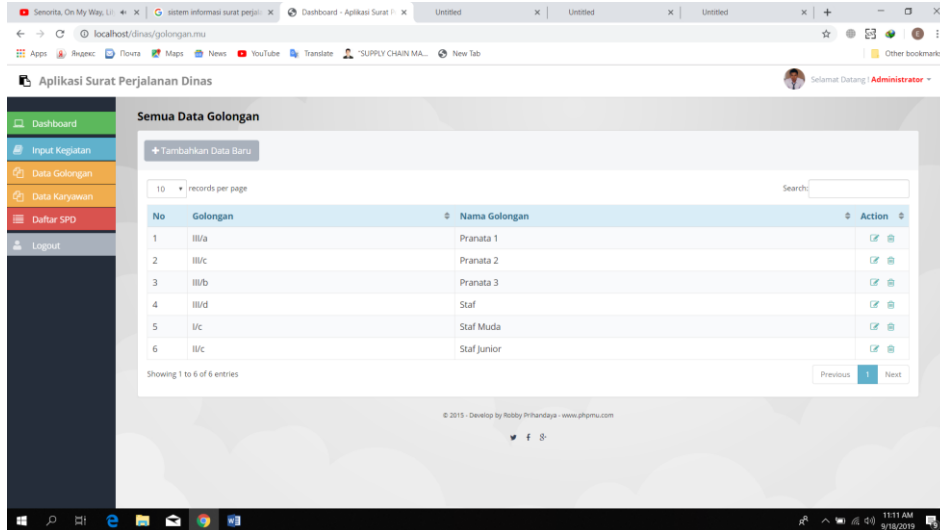 Senorita, On My Way, Lil
sistem informasi surat perjala
Dashboard - Aplikasi Surat P
Untitled
Untitled
Untitled
localhost/dinas/golongan.mu
Apps
Яндекс
Почта
Maps
News
YouTube
Translate
"SUPPLY CHAIN MA...
New Tab
Other bookmarks
Aplikasi Surat Perjalanan Dinas
Selamat Datang ! Administrator
Dashboard
Input Kegiatan
Data Golongan
Data Karyawan
Daftar SPD
Logout
Semua Data Golongan
+Tambahkan Data Baru
10 records per page
Search:
No Golongan Nama Golongan Action
1 III/a Pranata 1
2 III/c Pranata 2
3 III/b Pranata 3
4 III/d Staf
5 I/c Staf Muda
6 II/c Staf Junior
Showing 1 to 6 of 6 entries
Previous 1 Next
© 2015 - Develop by Robby Prihandaya - www.phpmu.com
11:11 AM
9/18/2019